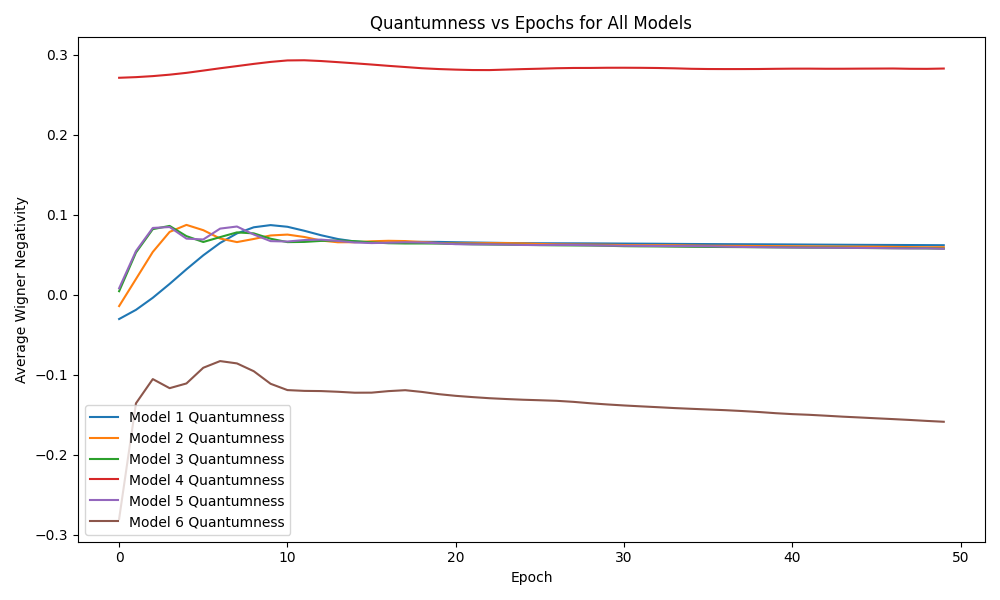 Quantumness vs Epochs for All Models
Average Wigner Negativity
0.3
0.2
0.1
0.0
−0.1
−0.2
−0.3
Model 1 Quantumness
Model 2 Quantumness
Model 3 Quantumness
Model 4 Quantumness
Model 5 Quantumness
Model 6 Quantumness
0 10 20 30 40 50
Epoch